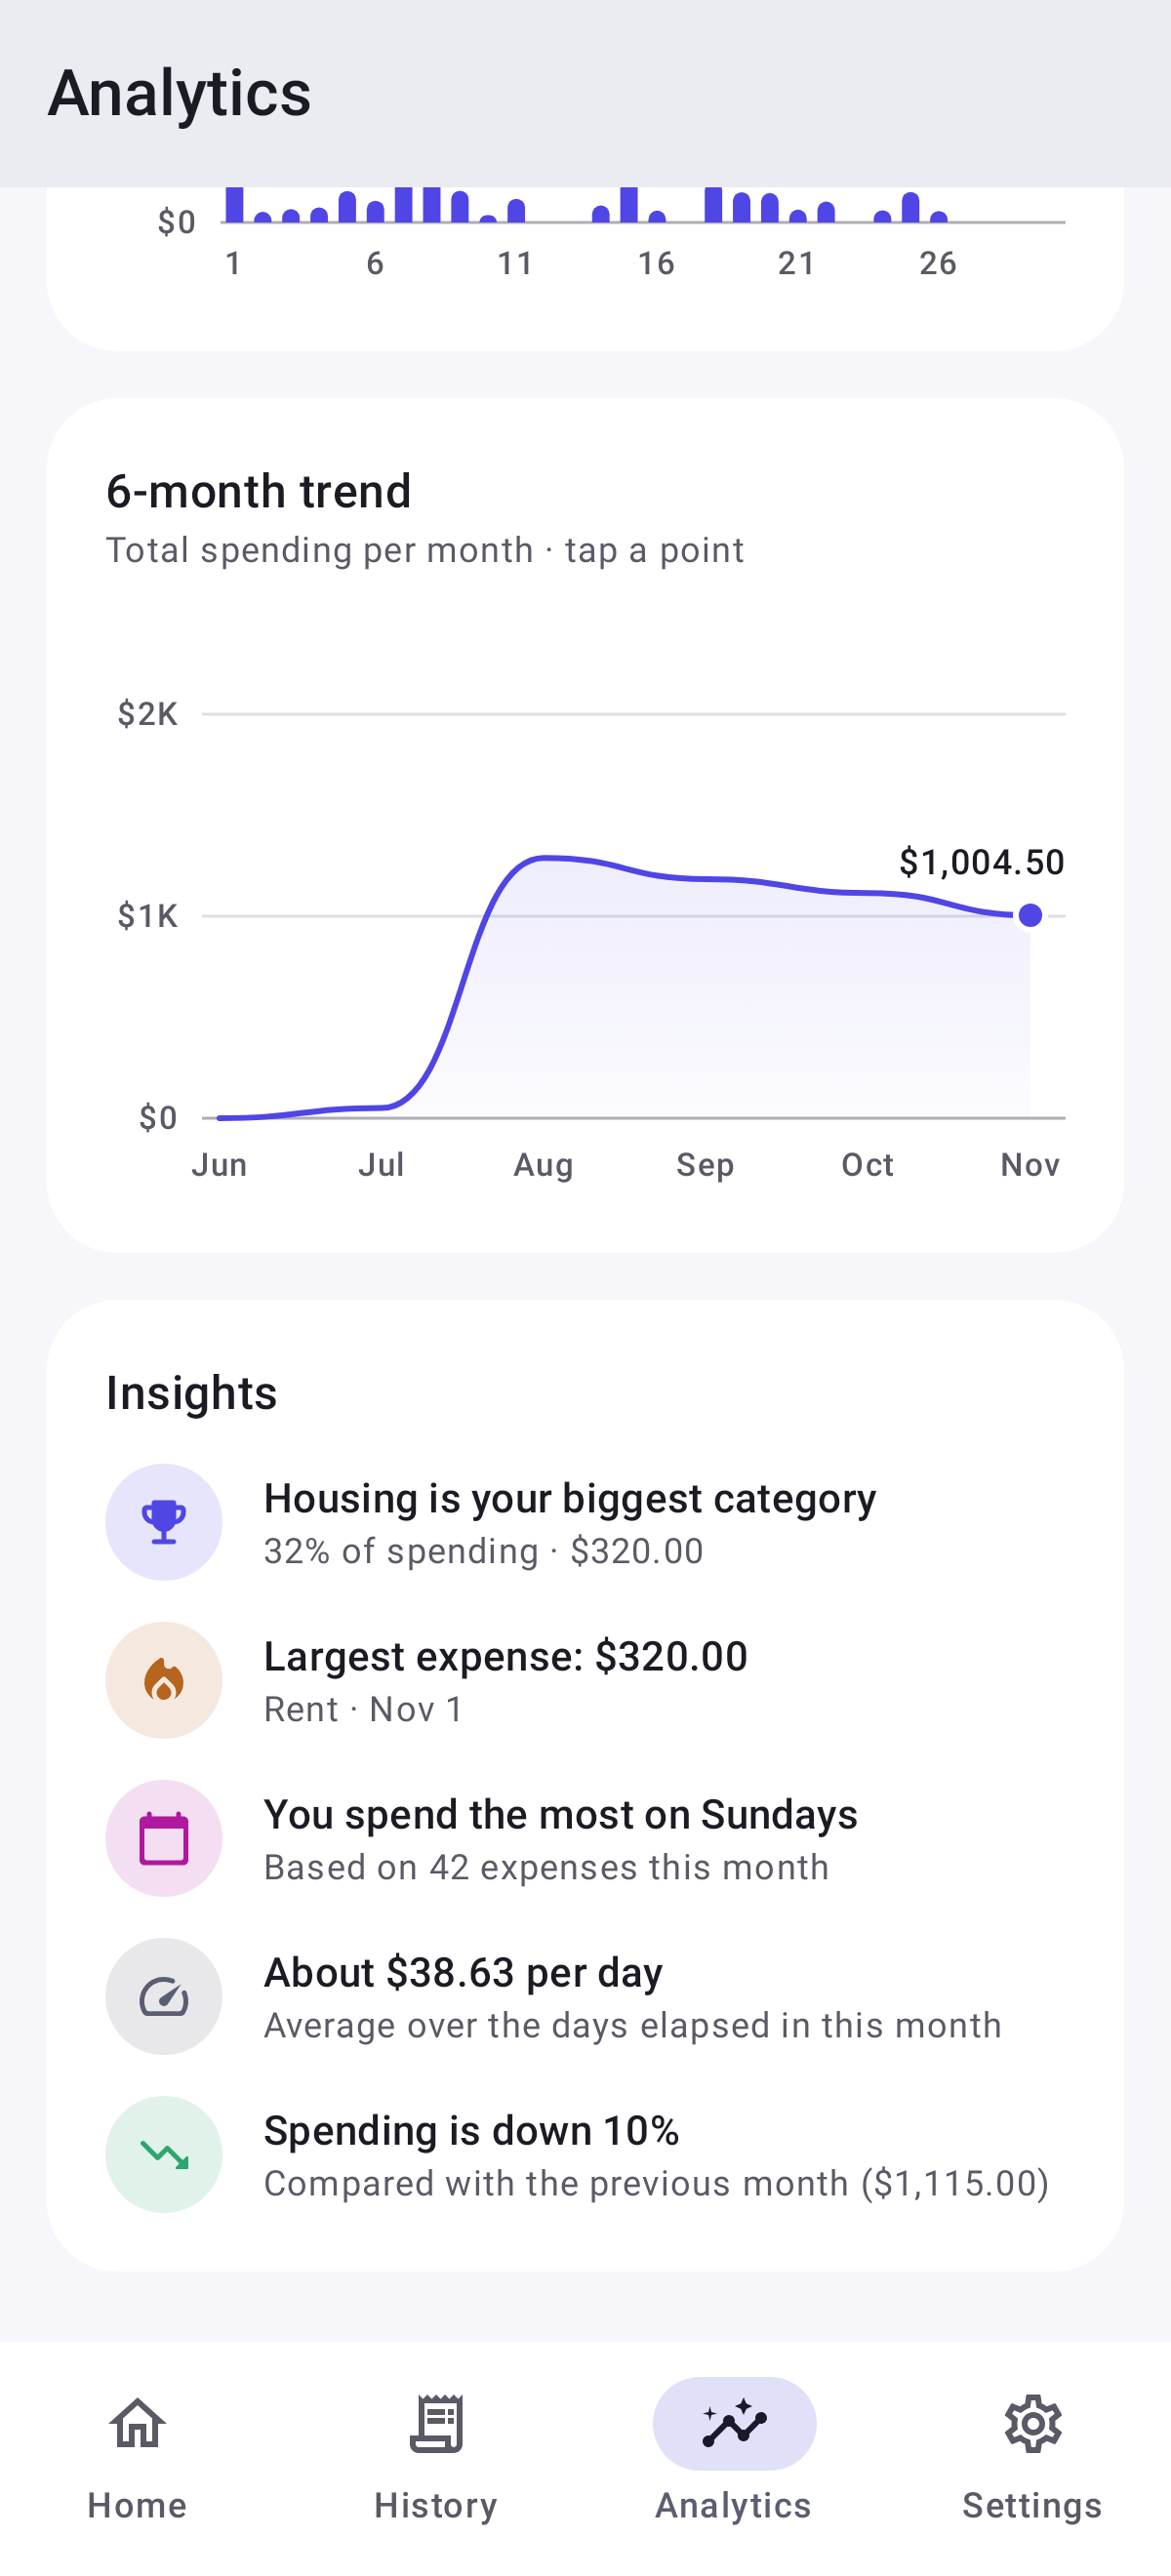 Analytics
$0
1 6 11 16 21 26
6-month trend
Total spending per month · tap a point
$2K
$1,004.50
$1K
$0
Jun Jul Aug Sep Oct Nov
Insights
Housing is your biggest category
32% of spending · $320.00
Largest expense: $320.00
Rent · Nov 1
You spend the most on Sundays
Based on 42 expenses this month
About $38.63 per day
Average over the days elapsed in this month
Spending is down 10%
Compared with the previous month ($1,115.00)
Home History Analytics Settings